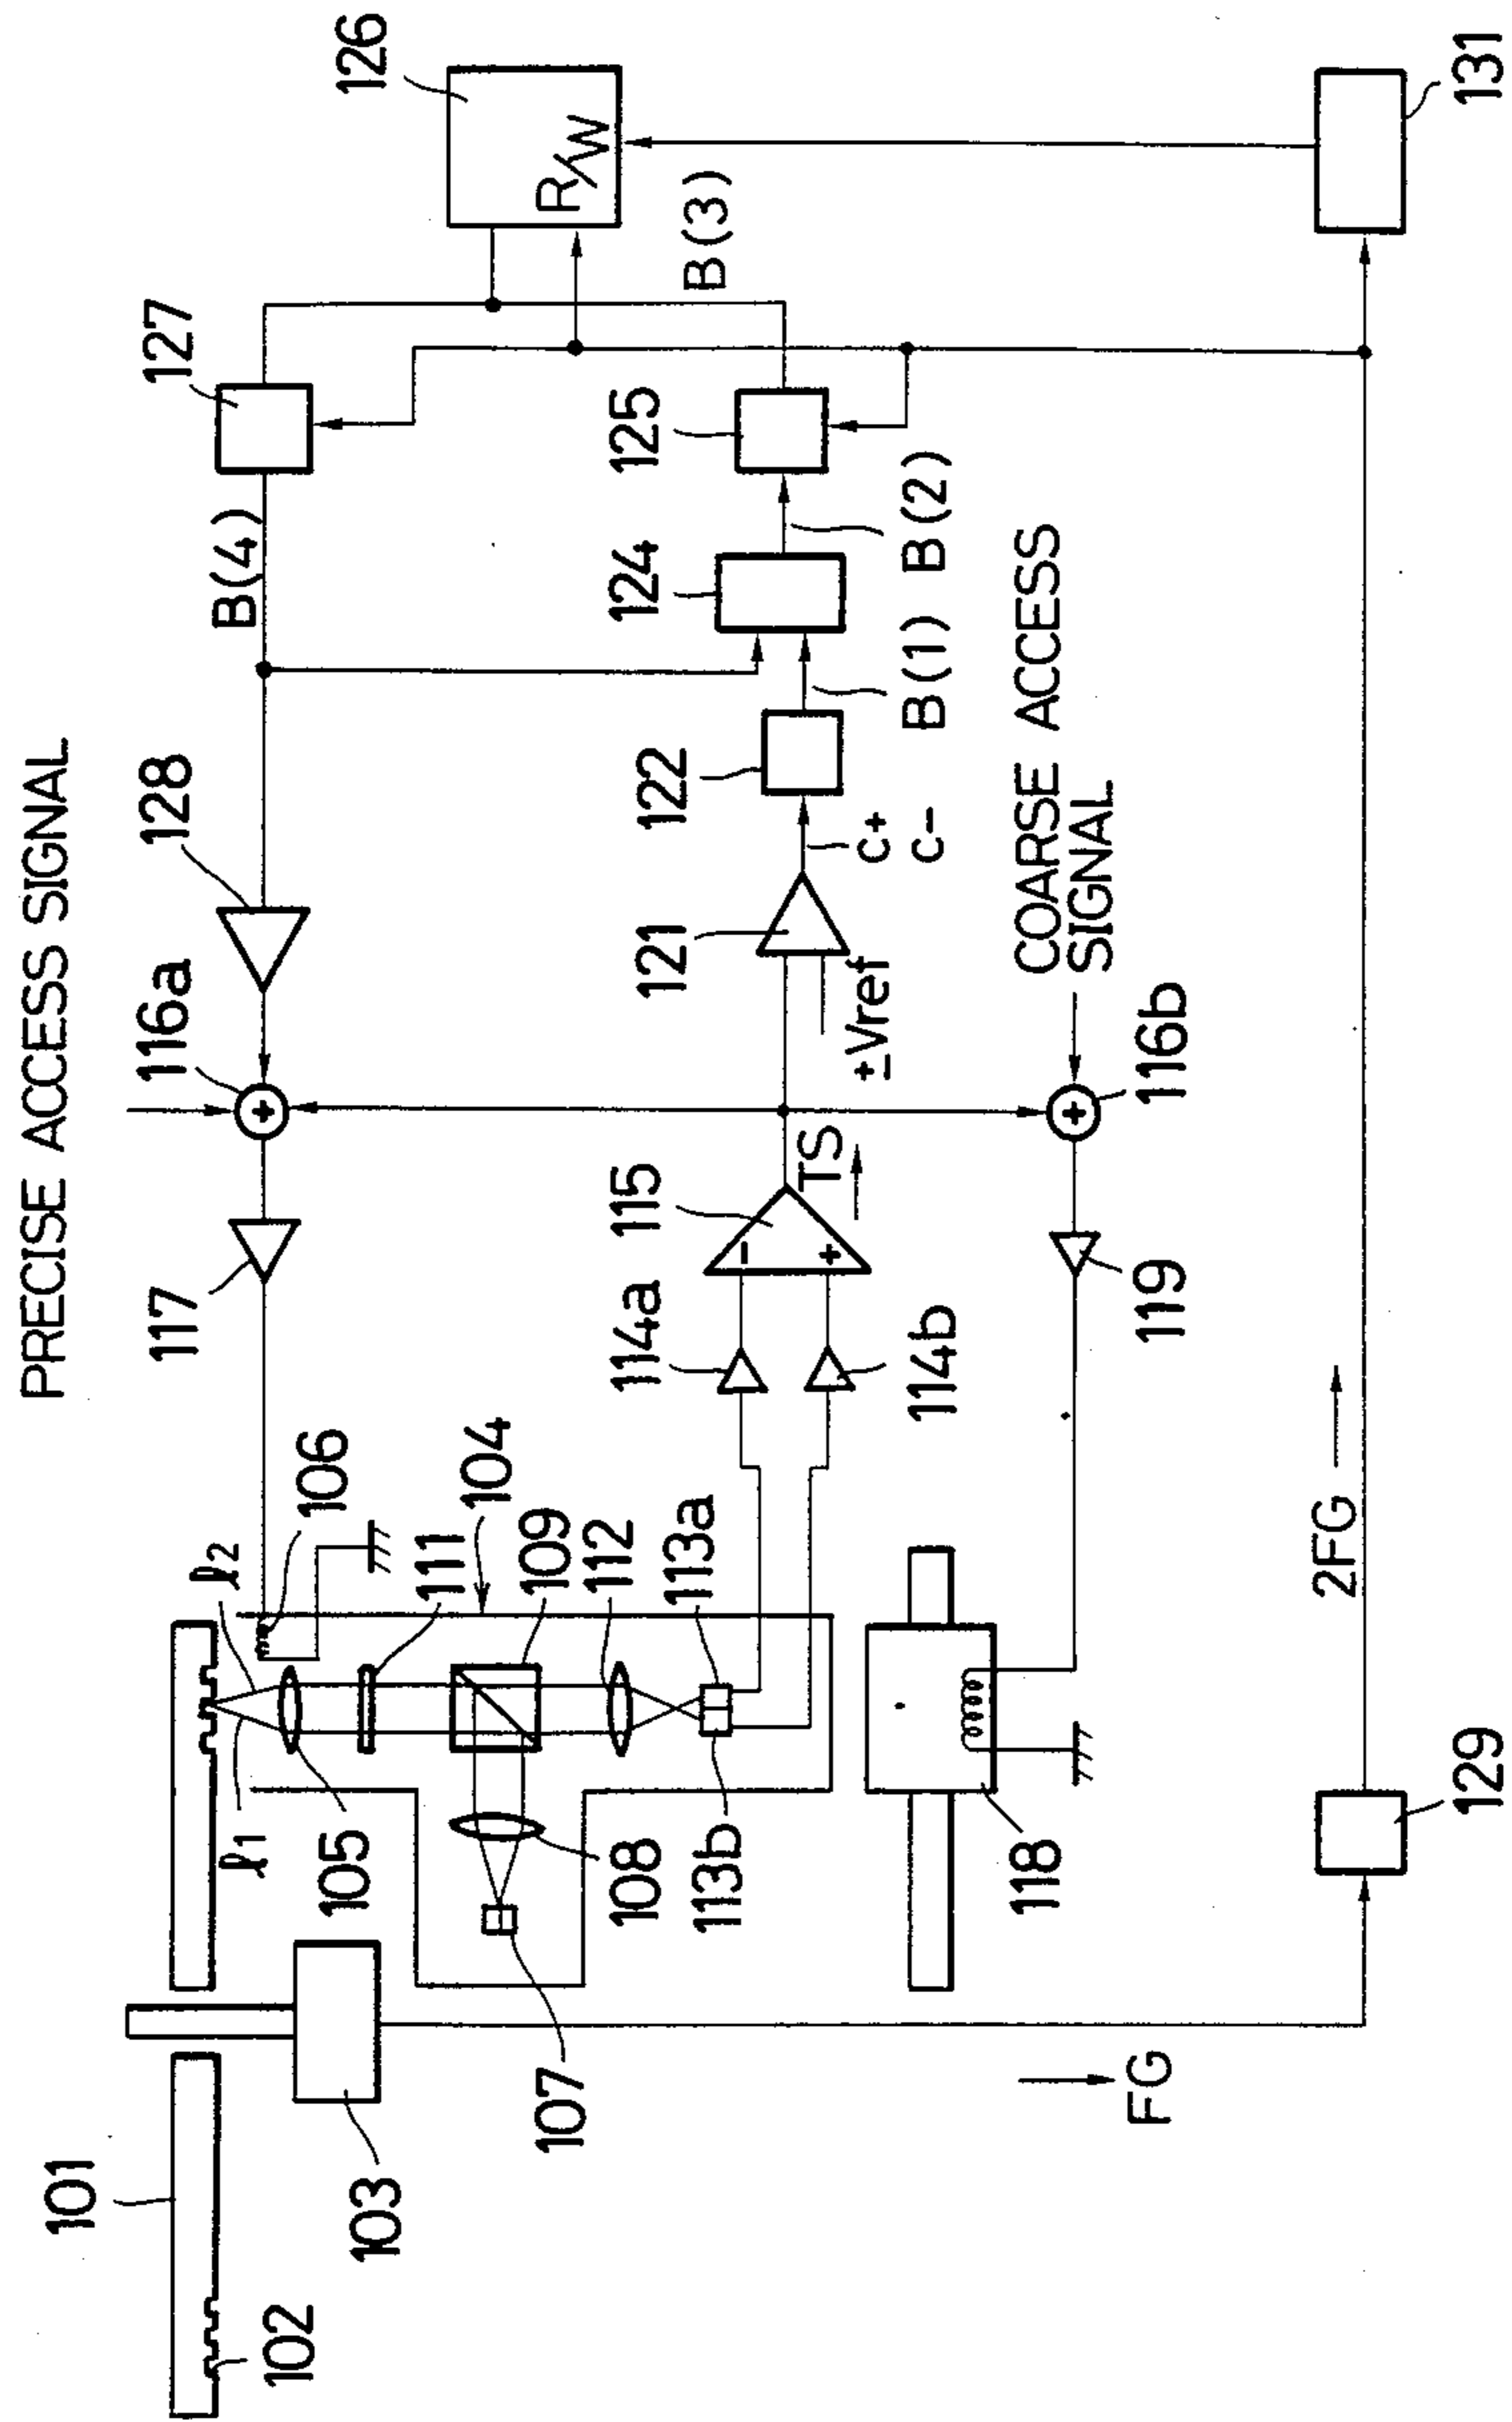 PRECISE ACCESS SIGNAL
101
102
103
107
ℓ1
ℓ2
105
106
111
104
109
112
108
113a
113b
114a
114b
115
-
+
TS
117
116a
+
128
B(4)
127
126
R/W
B(3)
121
±Vref
C+
C-
122
B(1)
B(2)
124
125
COARSE ACCESS
SIGNAL
116b
+
119
118
FG
129
2FG
131